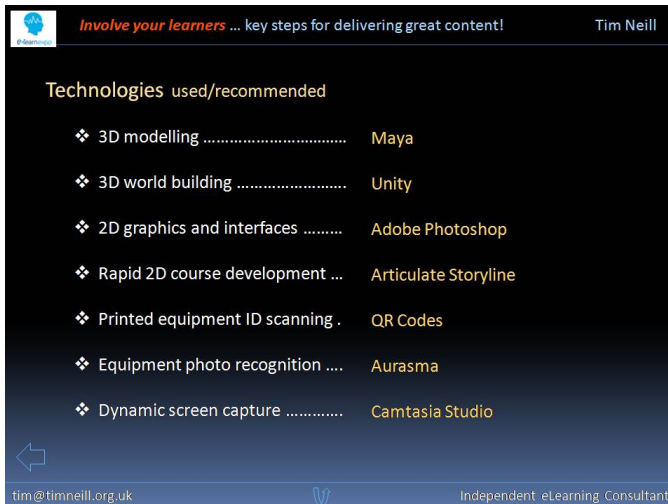 e-learnexpo
Involve your learners ... key steps for delivering great content! Tim Neill
Technologies used/recommended
❖ 3D modelling ................................ Maya
❖ 3D world building ......................... Unity
❖ 2D graphics and interfaces ......... Adobe Photoshop
❖ Rapid 2D course development ... Articulate Storyline
❖ Printed equipment ID scanning . QR Codes
❖ Equipment photo recognition .... Aurasma
❖ Dynamic screen capture ............. Camtasia Studio
tim@timneill.org.uk Independent eLearning Consultant